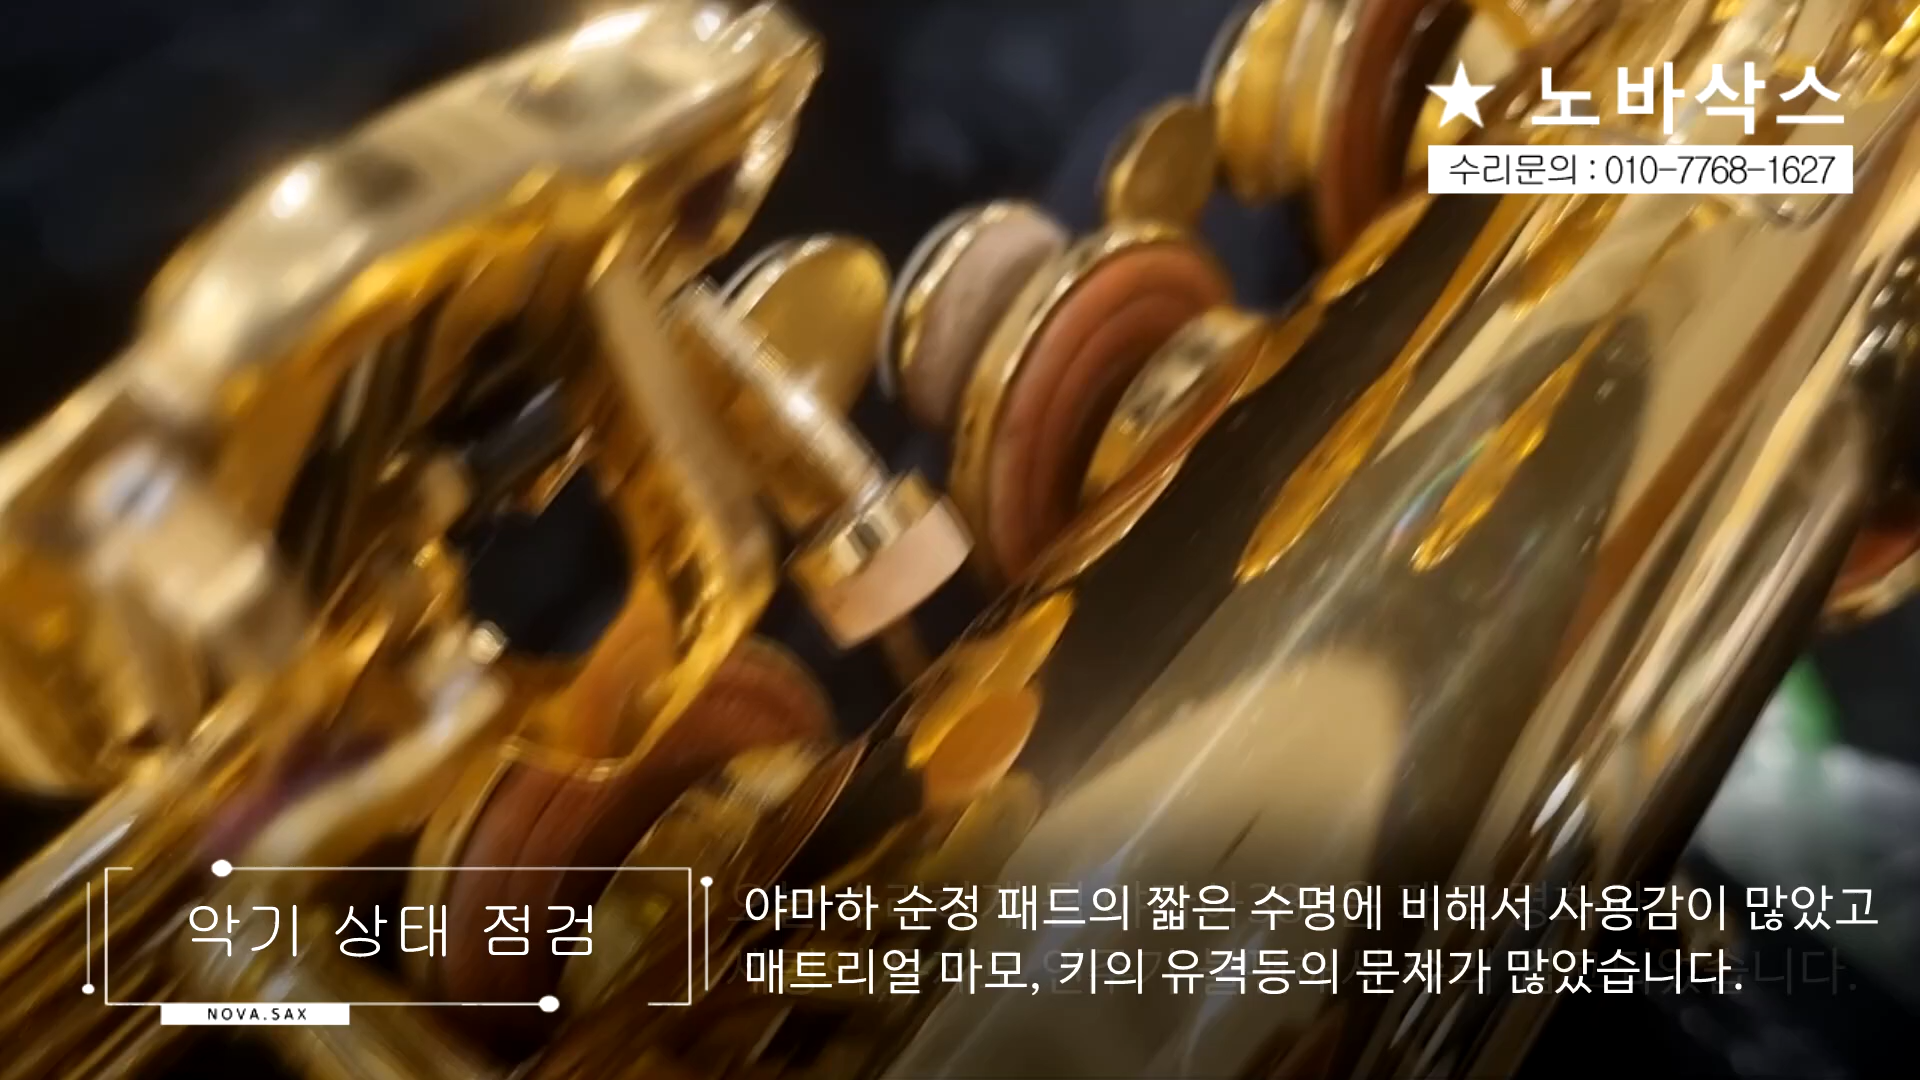 ★ 노바삭스
수리문의 : 010-7768-1627
악기 상태 점검
NOVA.SAX
야마하 순정 패드의 짧은 수명에 비해서 사용감이 많았고
매트리얼 마모, 키의 유격등의 문제가 많았습니다.